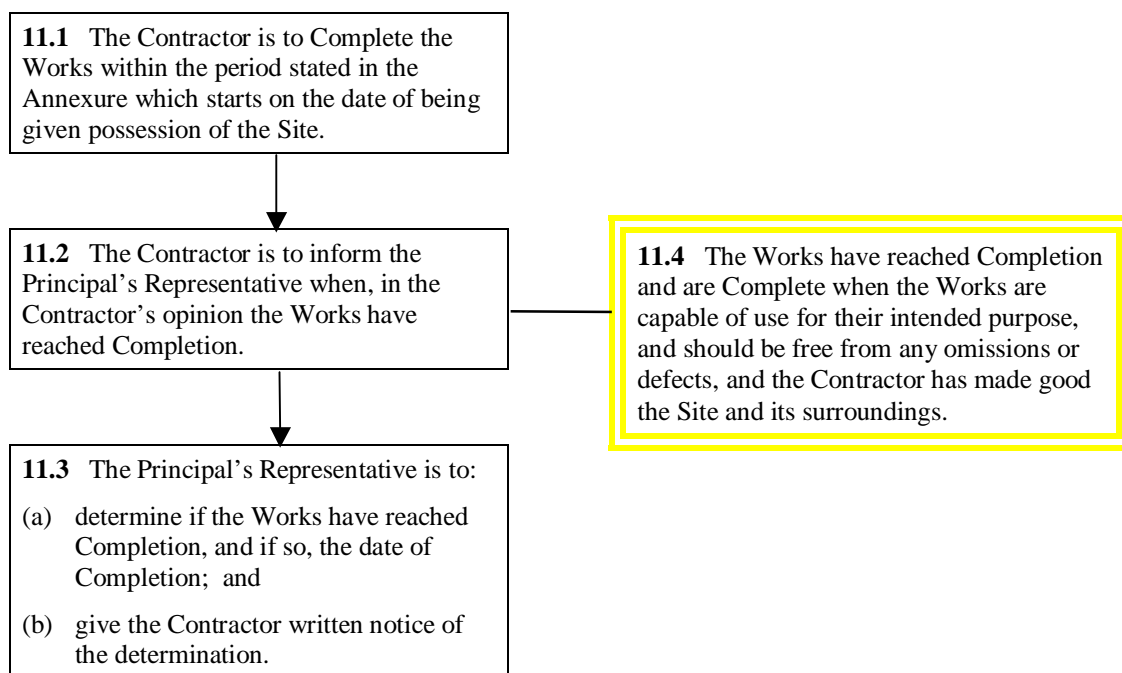 11.1 The Contractor is to Complete the
Works within the period stated in the
Annexure which starts on the date of being
given possession of the Site.
11.2 The Contractor is to inform the
Principal’s Representative when, in the
Contractor’s opinion the Works have
reached Completion.
11.4 The Works have reached Completion
and are Complete when the Works are
capable of use for their intended purpose,
and should be free from any omissions or
defects, and the Contractor has made good
the Site and its surroundings.
11.3 The Principal’s Representative is to:
(a) determine if the Works have reached
Completion, and if so, the date of
Completion; and
(b) give the Contractor written notice of
the determination.